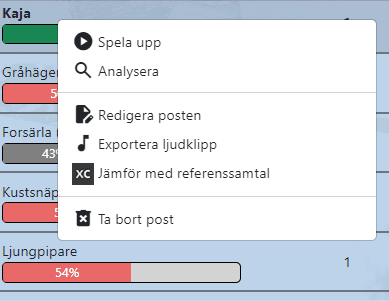 Kaja
Spela upp
Analysera
Gråhäger
5
Redigera posten
Exportera ljudklipp
Forsärla
43%
XC Jämför med referenssamtal
Kustsnäp
5
Ta bort post
Ljungpipare
54%
1